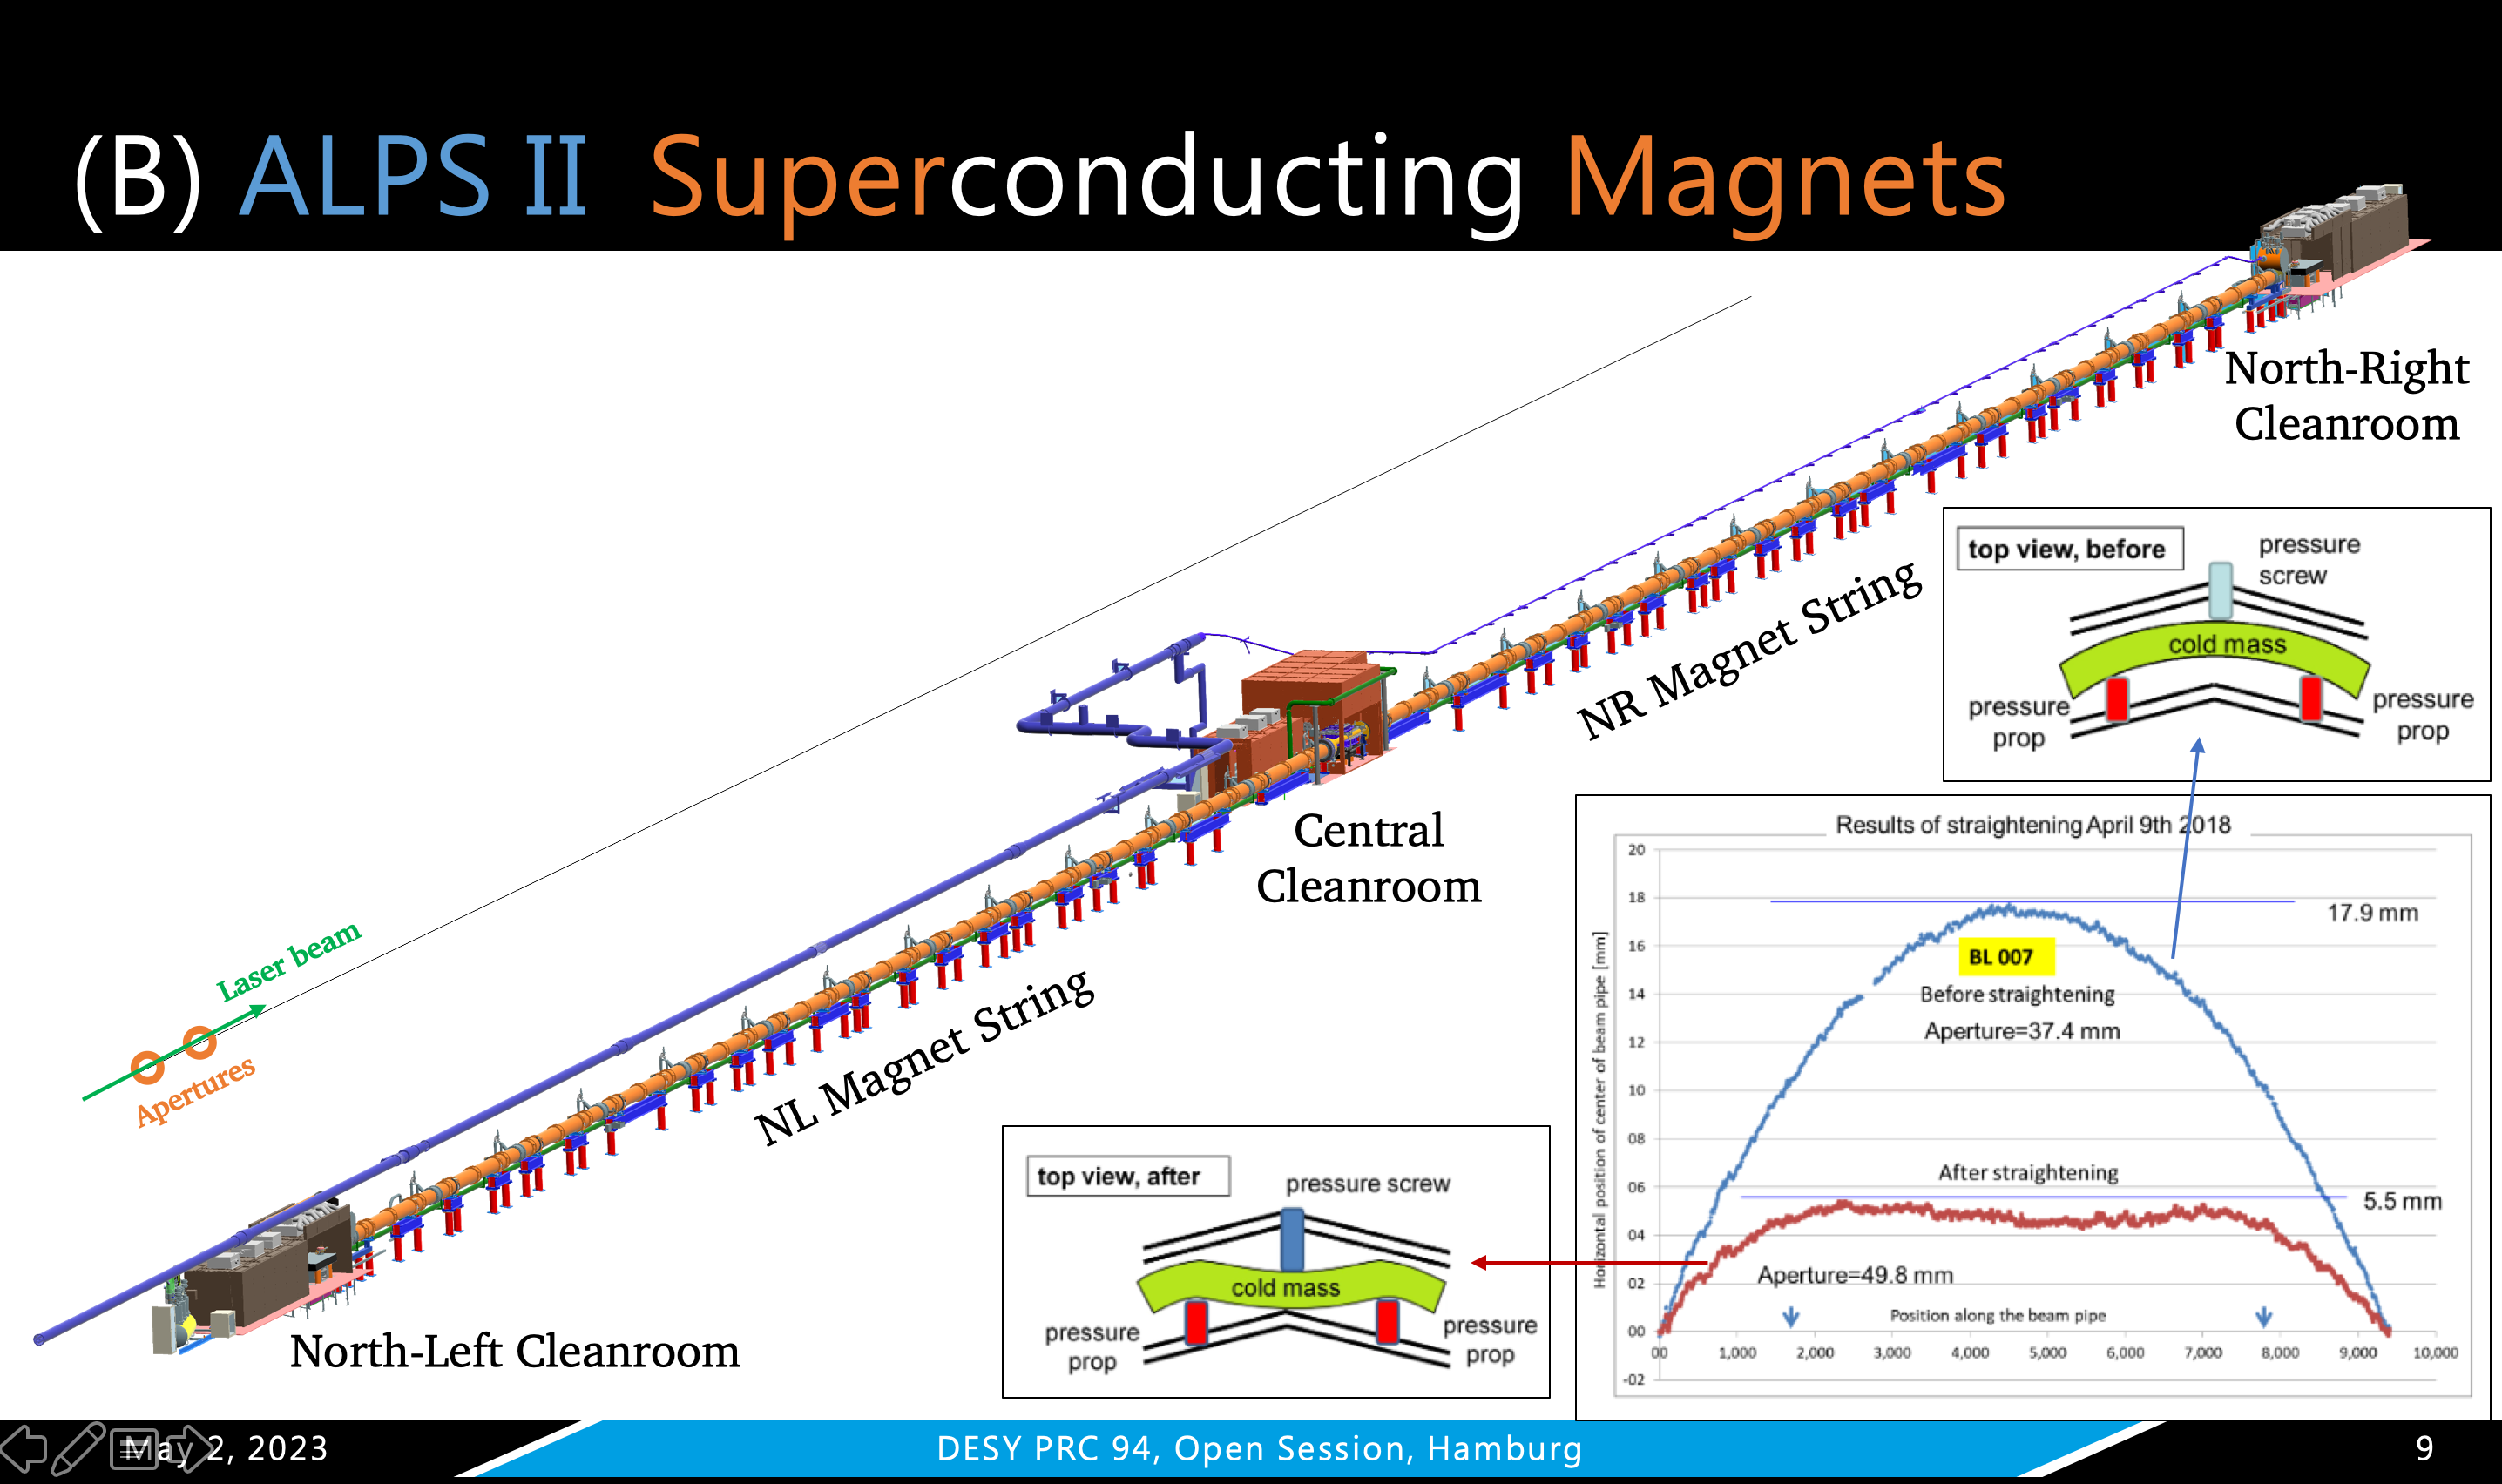 (B) ALPS II Superconducting Magnets
North-Right
Cleanroom
top view, before
pressure
screw
cold mass
pressure
prop
pressure
prop
NR Magnet String
Central
Cleanroom
Laser beam
Apertures
NL Magnet String
North-Left Cleanroom
top view, after
pressure screw
cold mass
pressure
prop
pressure
prop
Results of straightening April 9th 2018
Horizontal position of center of beam pipe [mm]
20
18
16
14
12
10
08
06
04
02
00
-02
17.9 mm
BL 007
Before straightening
Aperture=37.4 mm
After straightening
5.5 mm
Aperture=49.8 mm
Position along the beam pipe
00 1,000 2,000 3,000 4,000 5,000 6,000 7,000 8,000 9,000 10,000
May 2, 2023
DESY PRC 94, Open Session, Hamburg
9